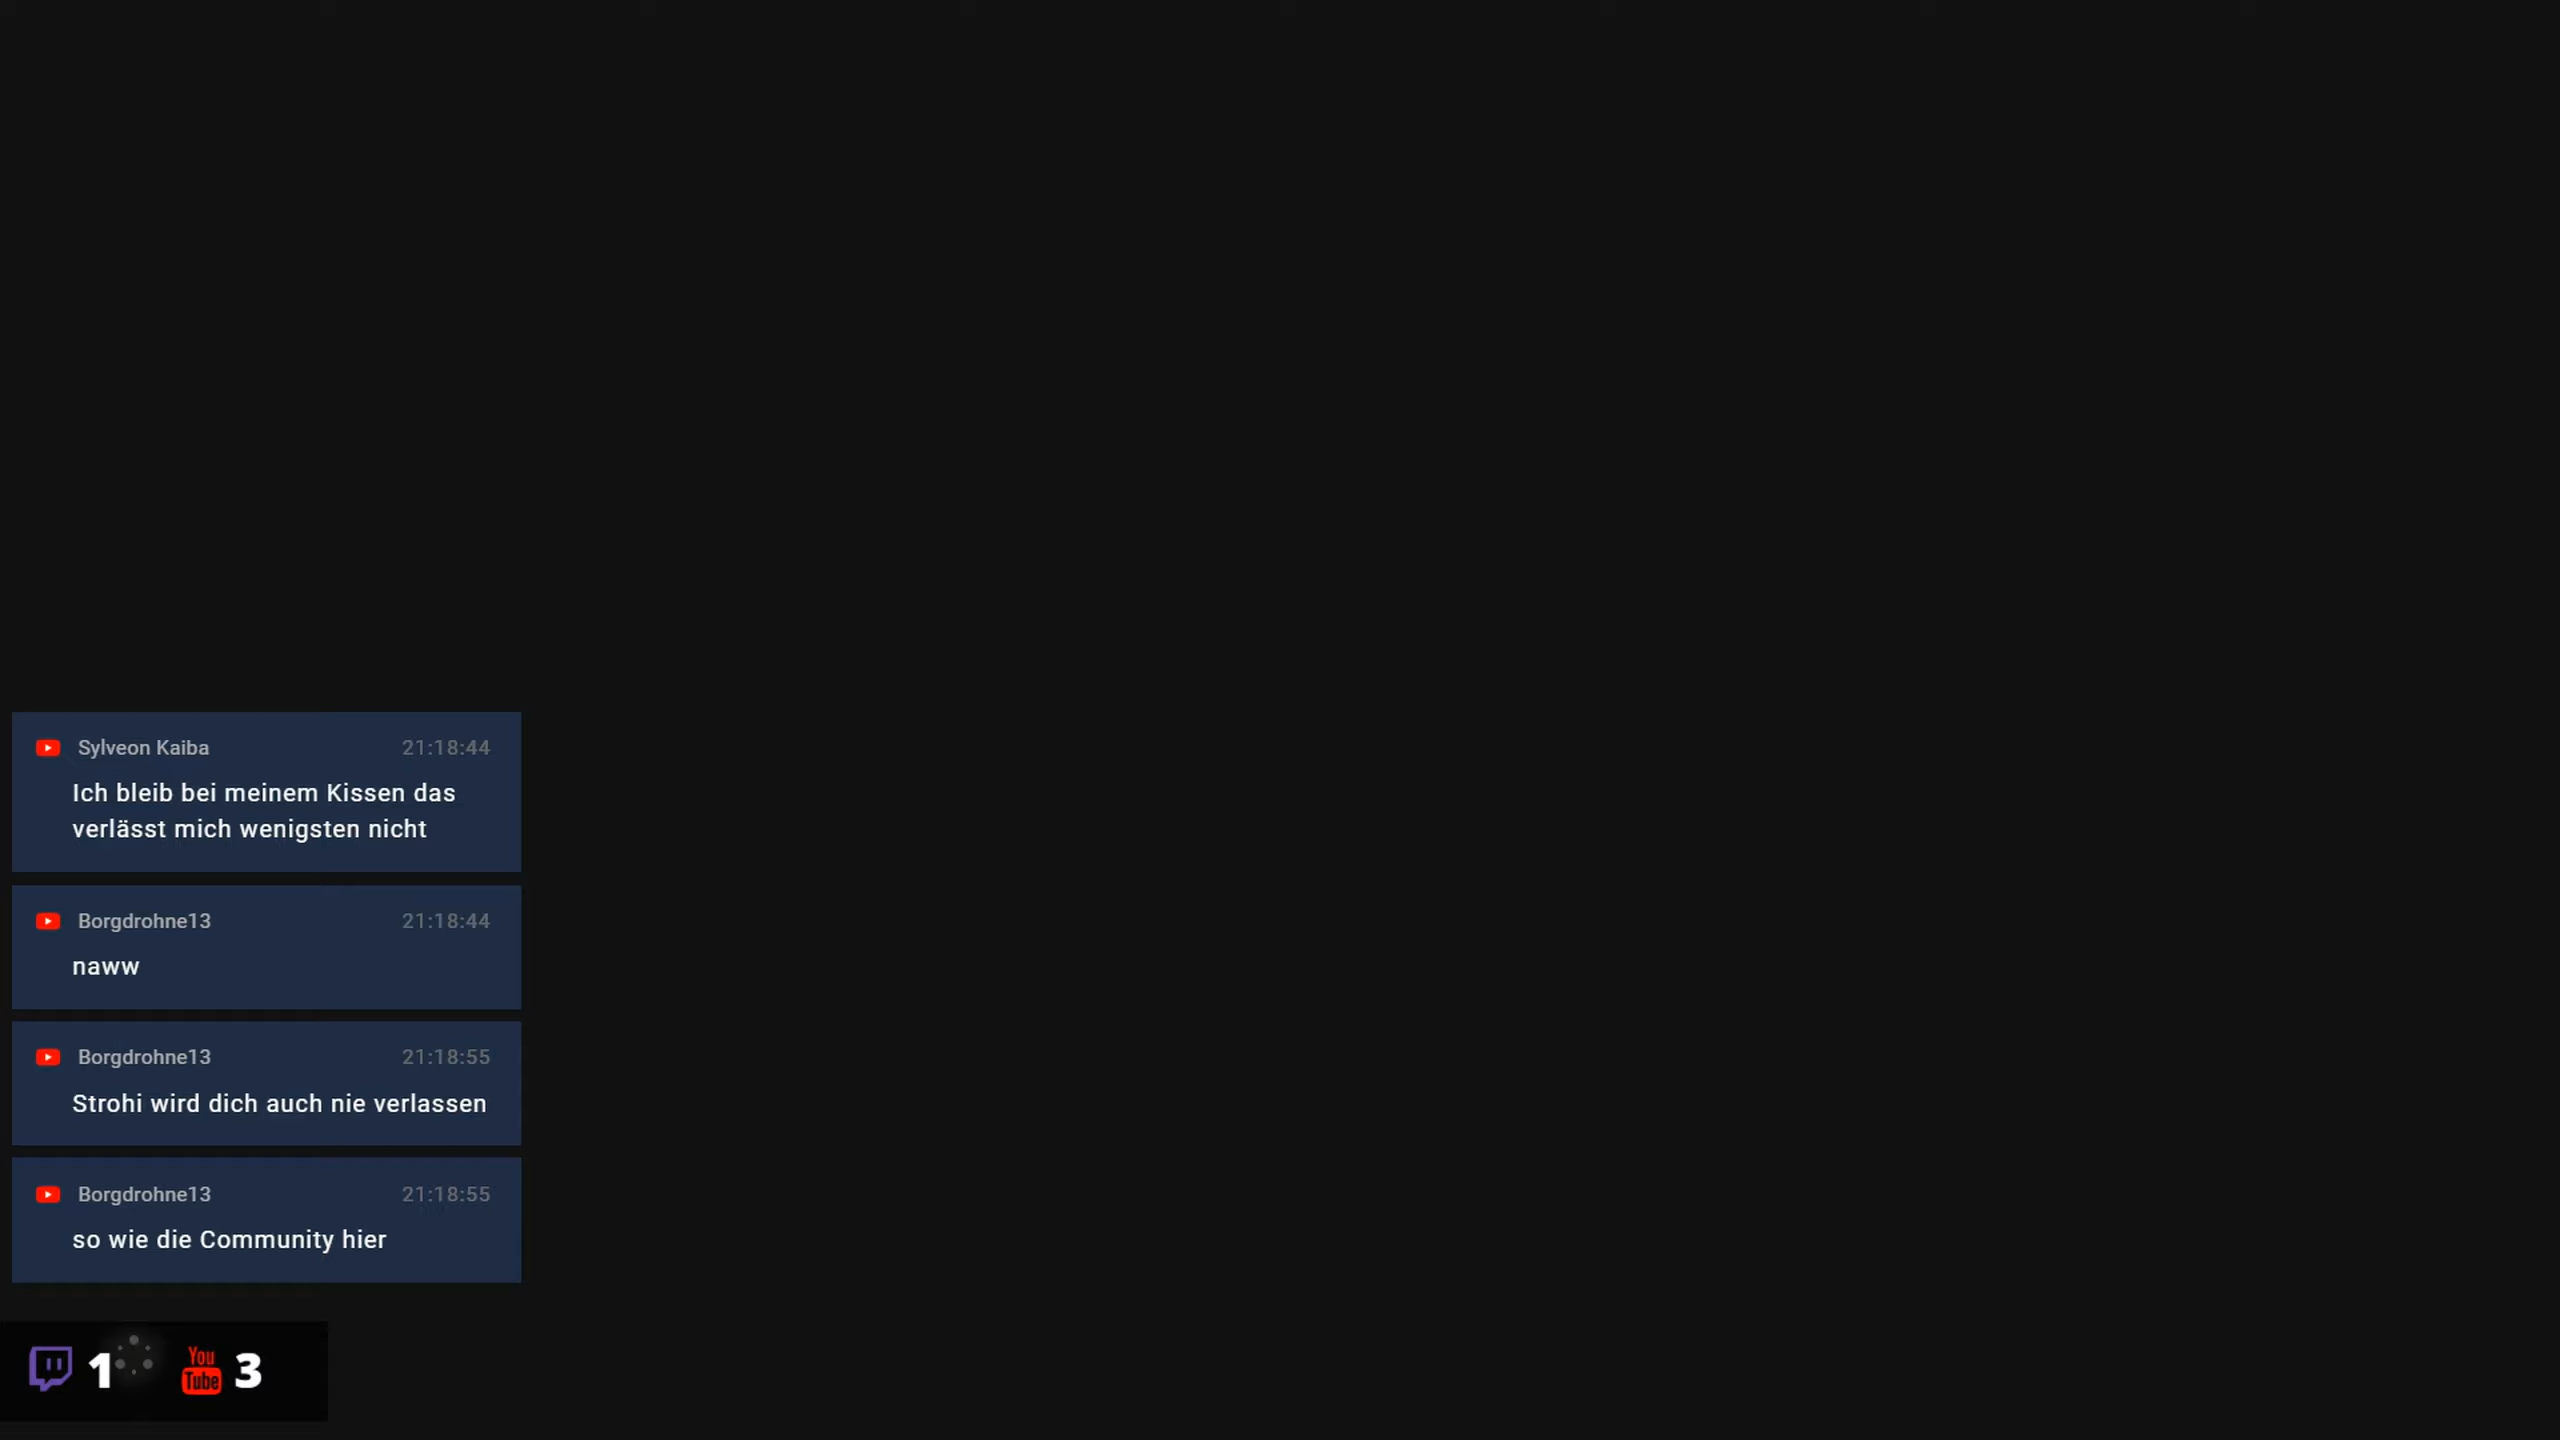 Sylveon Kaiba 21:18:44
Ich bleib bei meinem Kissen das
verlässt mich wenigsten nicht
Borgdrohne13 21:18:44
naww
Borgdrohne13 21:18:55
Strohi wird dich auch nie verlassen
Borgdrohne13 21:18:55
so wie die Community hier
1 You Tube 3